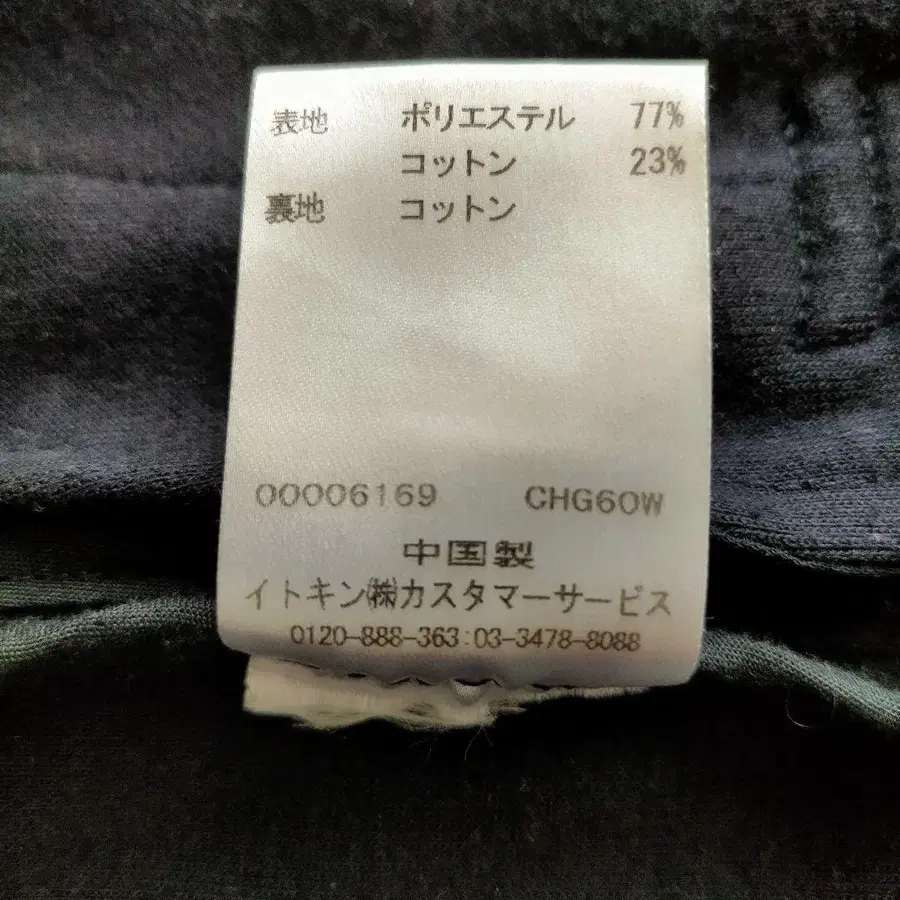 表地 ポリエステル 77%
コットン 23%
裏地 コットン
00006169 CHG60W
中国製
イトキン㈱カスタマーサービス
0120-888-363:03-3478-8088